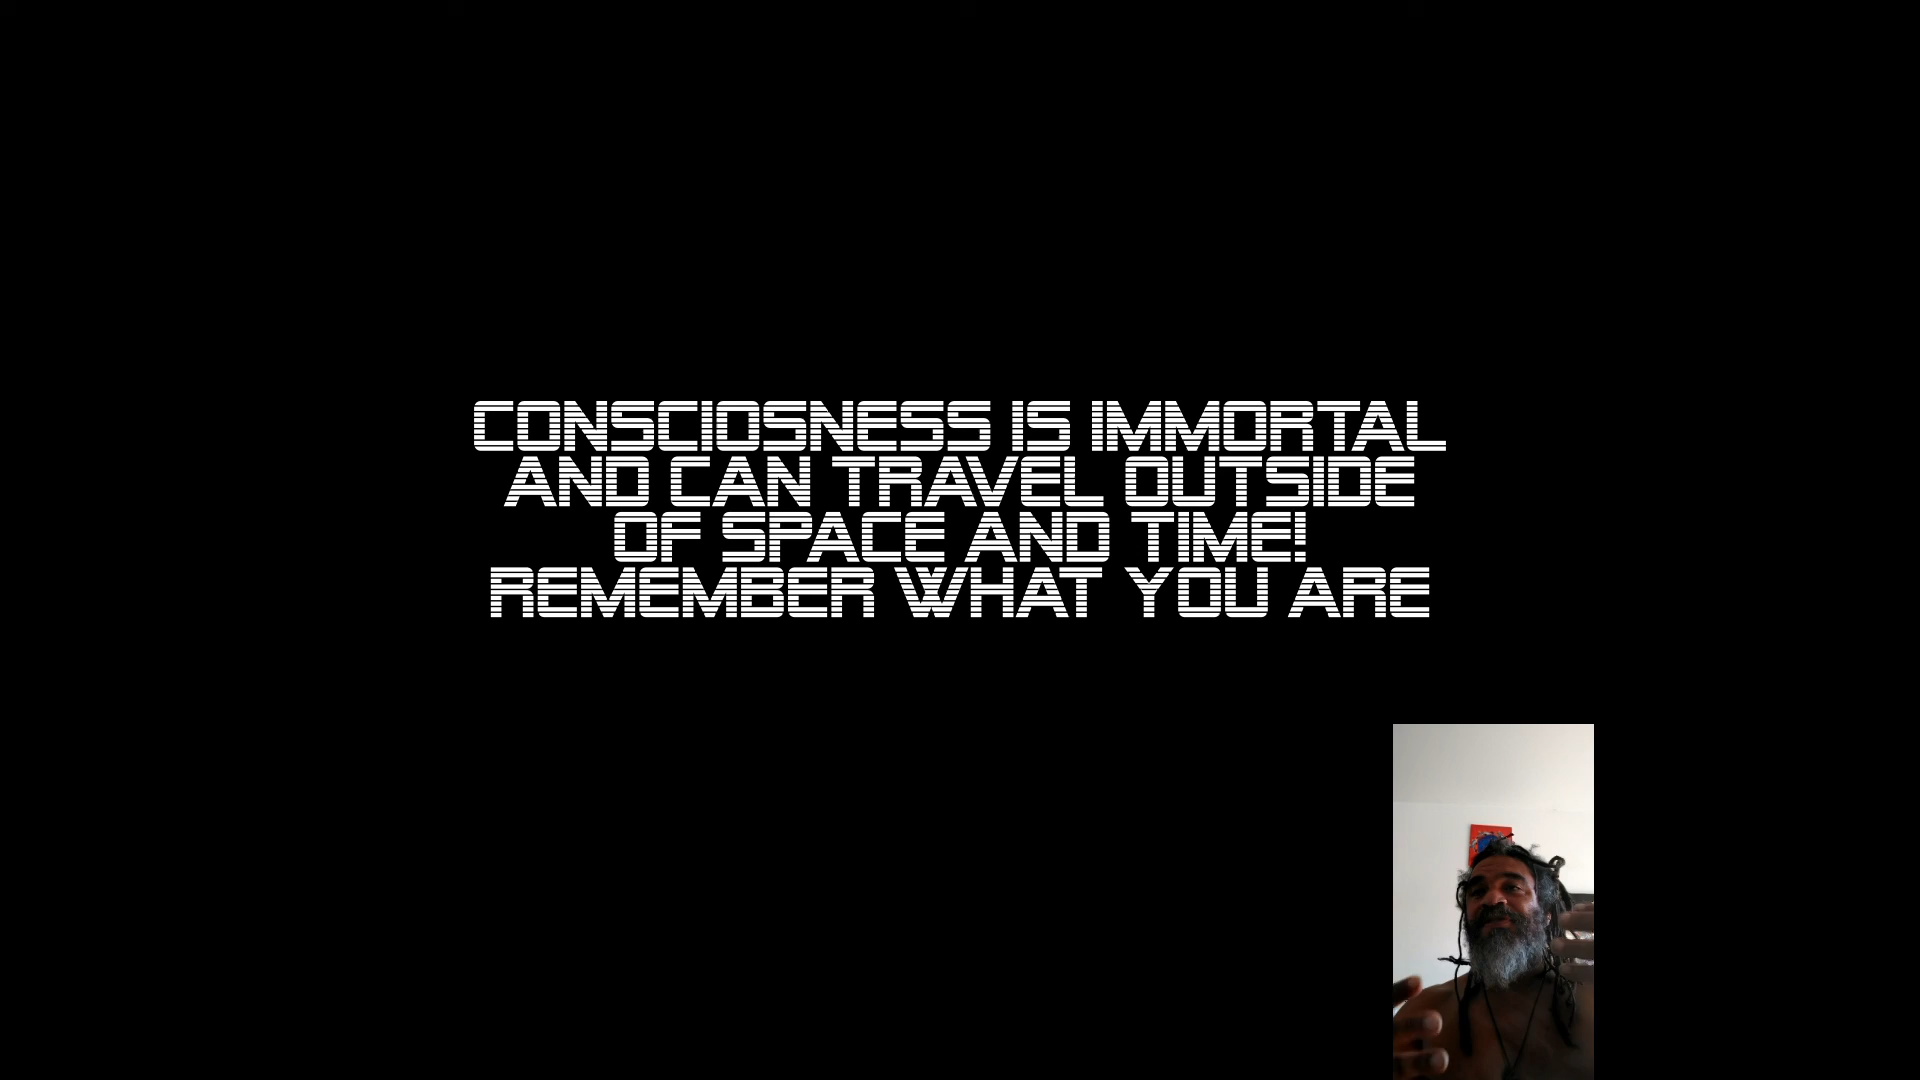 CONSCIOSNESS IS IMMORTAL
AND CAN TRAVEL OUTSIDE
OF SPACE AND TIME!
REMEMBER WHAT YOU ARE